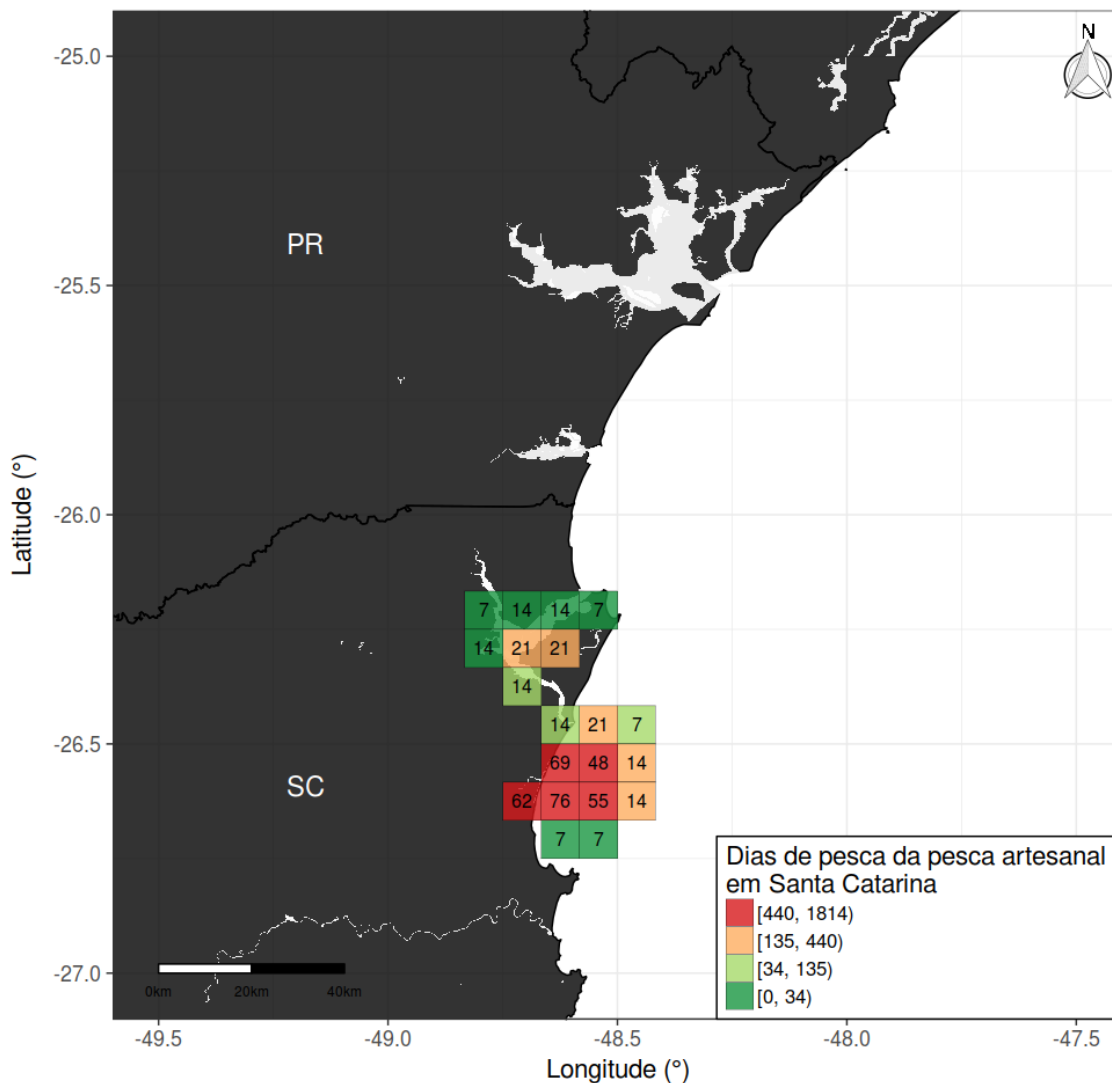 N
-25.0
PR
-25.5
Latitude (°)
-26.0
7 14 14 7
14 21 21
14
14 21 7
-26.5
69 48 14
SC
62 76 55 14
7 7
Dias de pesca da pesca artesanal
em Santa Catarina
[440, 1814)
[135, 440)
[34, 135)
[0, 34)
-27.0
0km 20km 40km
-49.5 -49.0 -48.5 -48.0 -47.5
Longitude (°)